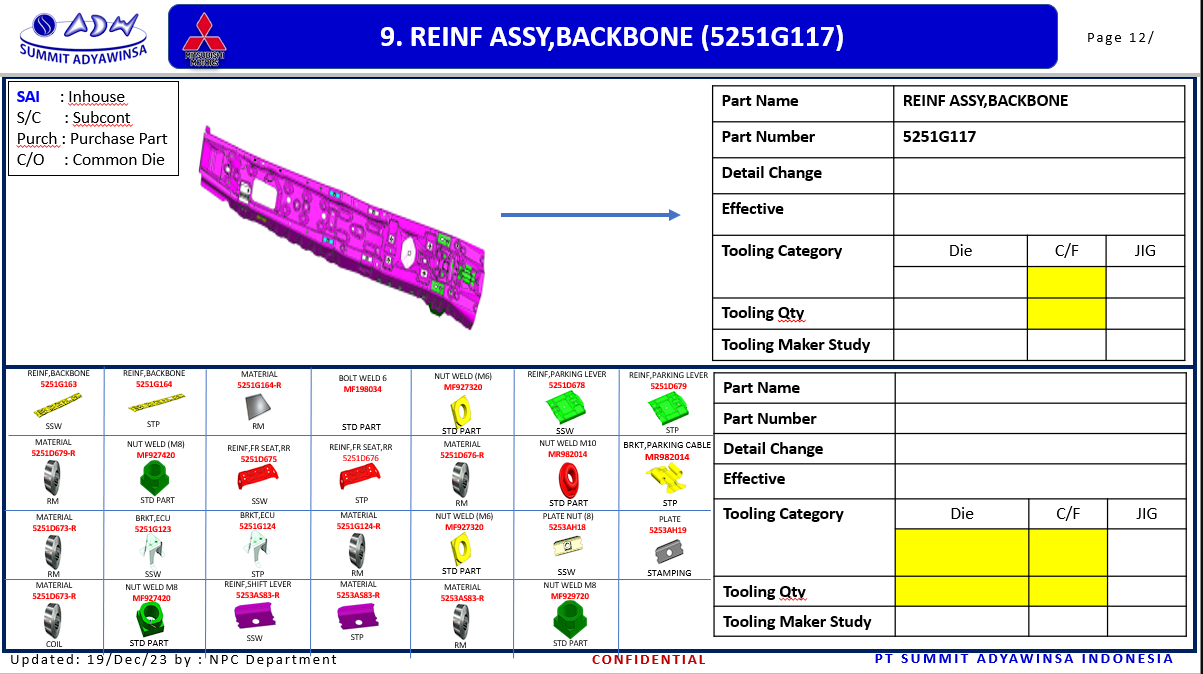 ADW
SUMMIT ADYAWINSA
MITSUBISHI
MOTORS
9. REINF ASSY,BACKBONE (5251G117)
Page 12/
SAI : Inhouse
S/C : Subcont
Purch : Purchase Part
C/O : Common Die
Part Name REINF ASSY,BACKBONE
Part Number 5251G117
Detail Change
Effective
Tooling Category Die C/F JIG
Tooling Qty
Tooling Maker Study
REINF,BACKBONE
5251G163
SSW
REINF,BACKBONE
5251G164
STP
MATERIAL
5251G164-R
RM
BOLT WELD 6
MF198034
STD PART
NUT WELD (M6)
MF927320
STD PART
REINF,PARKING LEVER
5251D678
SSW
REINF,PARKING LEVER
5251D679
STP
MATERIAL
5251D679-R
RM
NUT WELD (M8)
MF927420
STD PART
REINF,FR SEAT,RR
5251D675
SSW
REINF,FR SEAT,RR
5251D676
STP
MATERIAL
5251D676-R
RM
NUT WELD M10
MR982014
STD PART
BRKT,PARKING CABLE
MR982014
STP
MATERIAL
5251D673-R
RM
BRKT,ECU
5251G123
SSW
BRKT,ECU
5251G124
STP
MATERIAL
5251G124-R
RM
NUT WELD (M6)
MF927320
STD PART
PLATE NUT (8)
5253AH18
SSW
PLATE
5253AH19
STAMPING
MATERIAL
5251D673-R
COIL
NUT WELD M8
MF927420
STD PART
REINF,SHIFT LEVER
5253AS83-R
SSW
MATERIAL
5253AS83-R
STP
MATERIAL
5253AS83-R
RM
NUT WELD M8
MF929720
STD PART
Part Name
Part Number
Detail Change
Effective
Tooling Category Die C/F JIG
Tooling Qty
Tooling Maker Study
Updated: 19/Dec/23 by : NPC Department
CONFIDENTIAL
PT SUMMIT ADYAWINSA INDONESIA